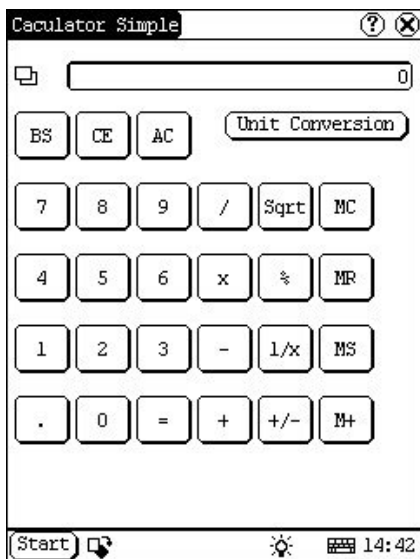 Caculator Simple ?
0
BS CE AC Unit Conversion
7 8 9 / Sqrt MC
4 5 6 x % MR
1 2 3 - 1/x MS
. 0 = + +/- M+
Start 14:42